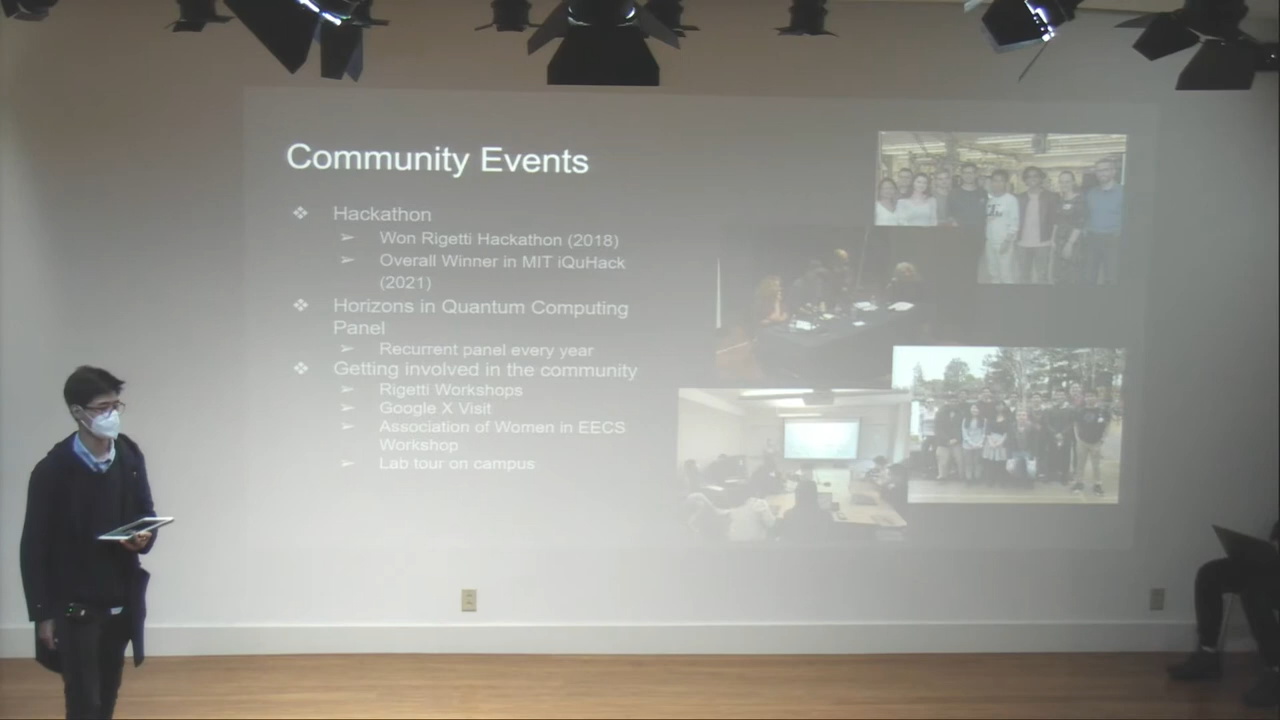 Community Events
❖ Hackathon
➢ Won Rigetti Hackathon (2018)
➢ Overall Winner in MIT iQuHack
(2021)
❖ Horizons in Quantum Computing
Panel
➢ Recurrent panel every year
❖ Getting involved in the community
➢ Rigetti Workshops
➢ Google X Visit
➢ Association of Women in EECS
Workshop
➢ Lab tour on campus